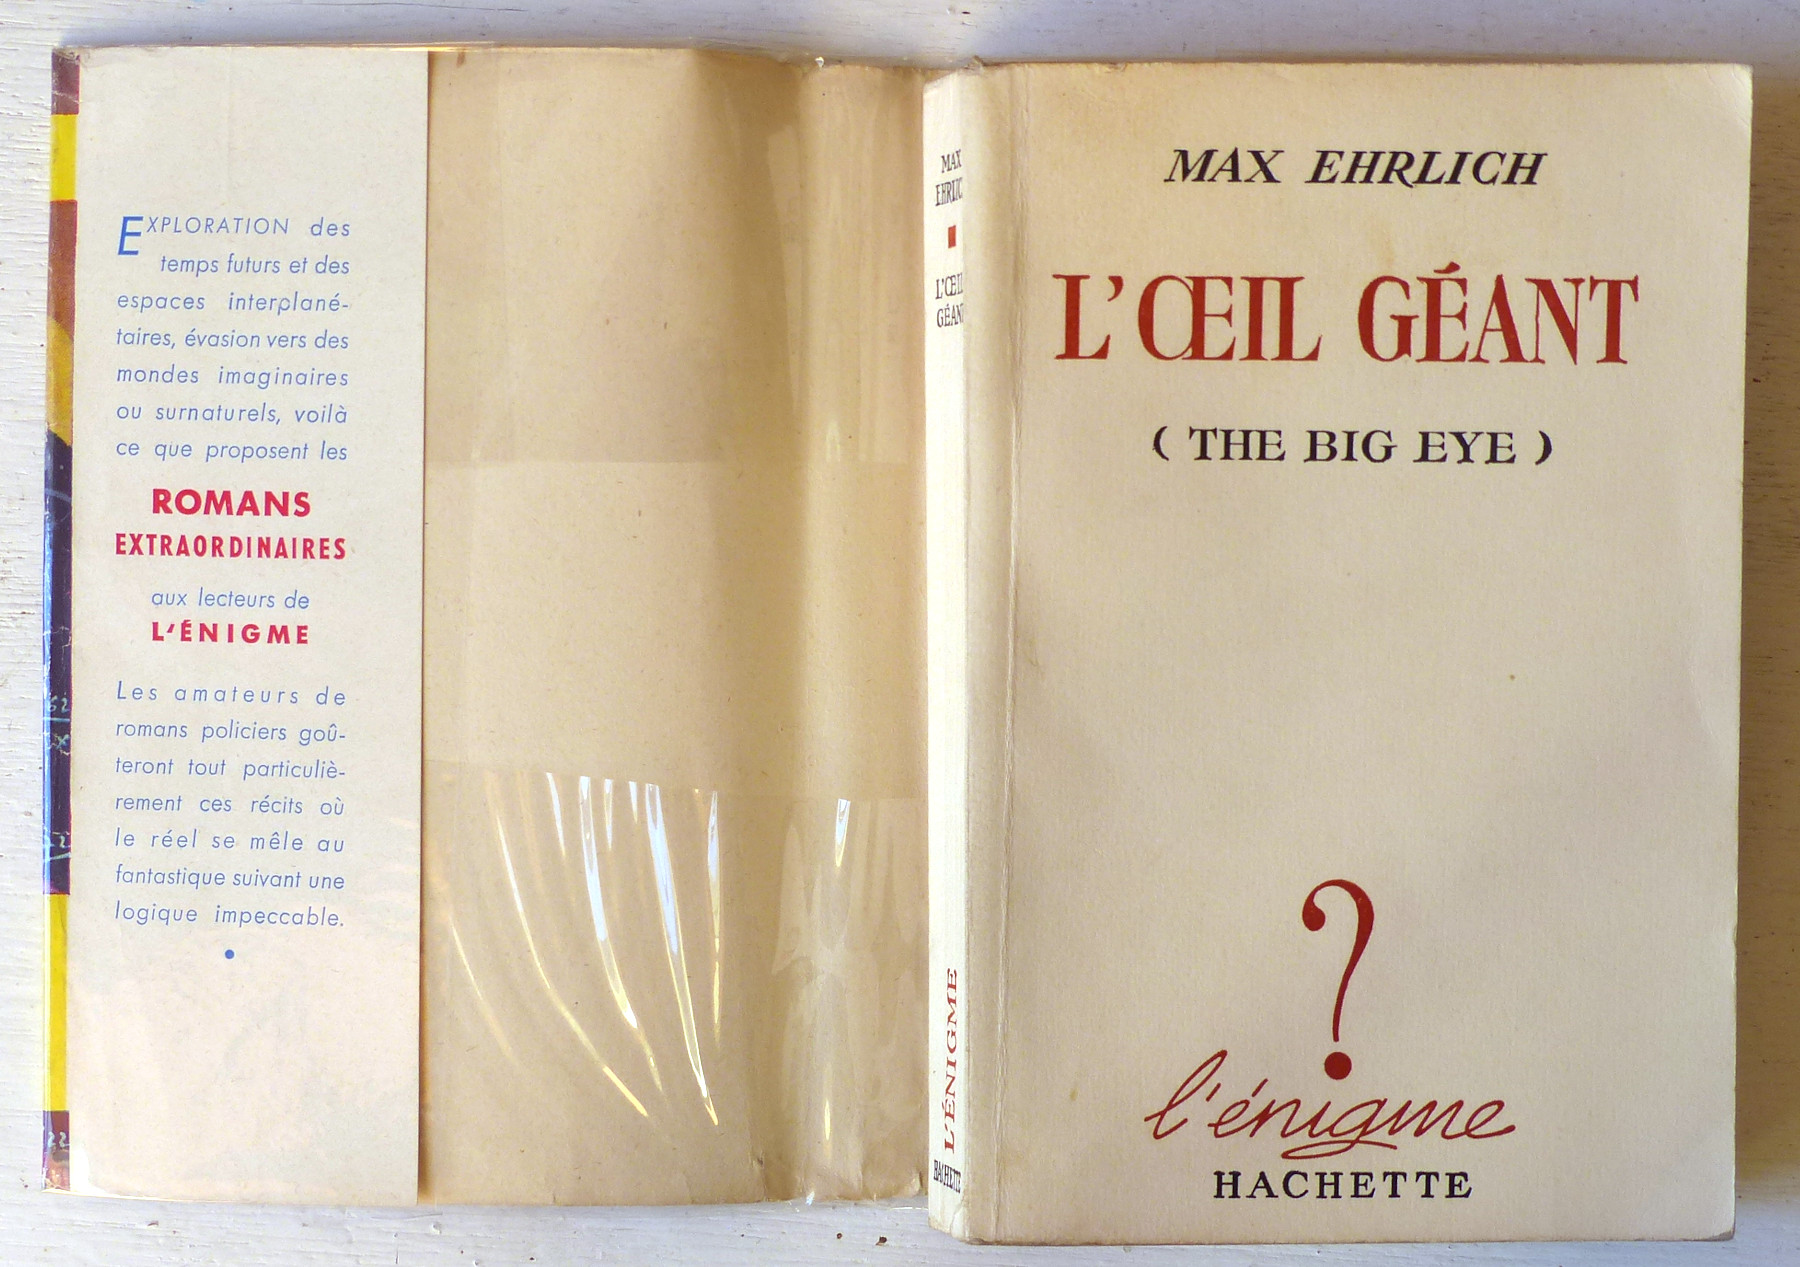 EXPLORATION des
temps futurs et des
espaces interplané-
taires, évasion vers des
mondes imaginaires
ou surnaturels, voilà
ce que proposent les
ROMANS
EXTRAORDINAIRES
aux lecteurs de
L'ÉNIGME
Les amateurs de
romans policiers goû-
teront tout particuliè-
rement ces récits où
le réel se mêle au
fantastique suivant une
logique impeccable.
MAX
EHRLIC
L'ŒIL
GÉANT
L'ÉNIGME
HACHETTE
MAX EHRLICH
L'ŒIL GÉANT
(THE BIG EYE)
?
l'énigme
HACHETTE